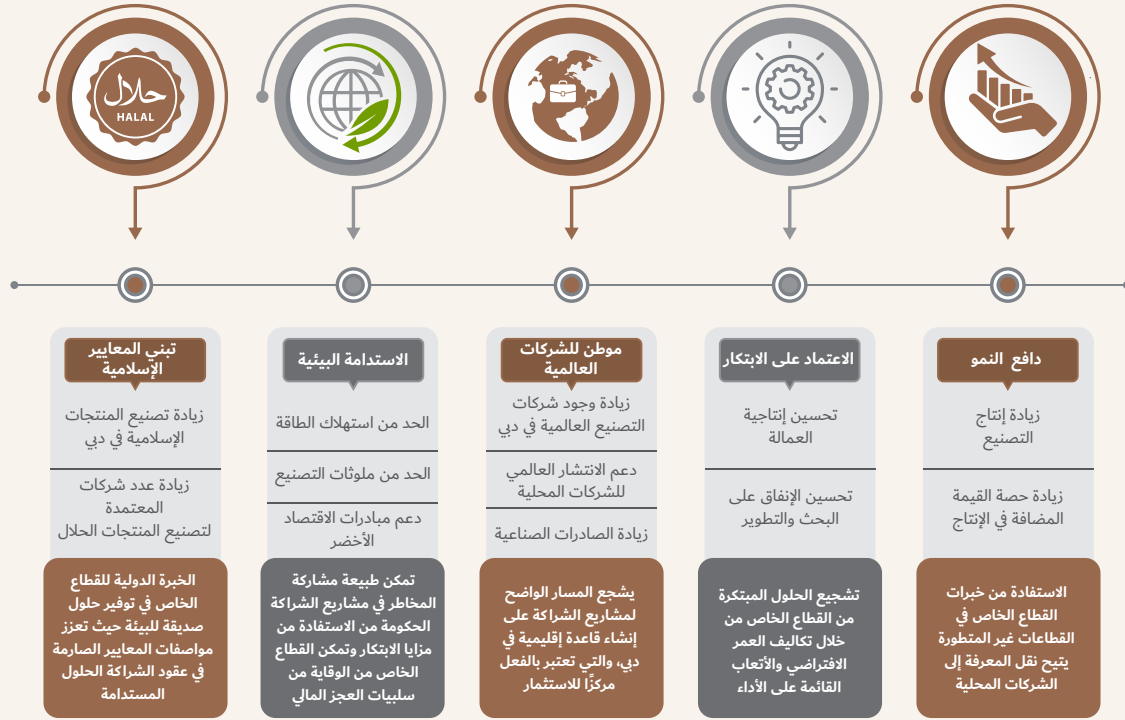 حلال
HALAL
دافع النمو
زيادة إنتاج
التصنيع
زيادة حصة القيمة
المضافة في الإنتاج
الاستفادة من خبرات
القطاع الخاص في
القطاعات غير المتطورة
يتيح نقل المعرفة إلى
الشركات المحلية
الاعتماد على الابتكار
تحسين إنتاجية
العمالة
تحسين الإنفاق على
البحث والتطوير
تشجيع الحلول المبتكرة
من القطاع الخاص من
خلال تكاليف العمر
الافتراضي والأتعاب
القائمة على الأداء
موطن للشركات
العالمية
زيادة وجود شركات
التصنيع العالمية في دبي
دعم الانتشار العالمي
للشركات المحلية
زيادة الصادرات الصناعية
يشجع المسار الواضح
لمشاريع الشراكة على
إنشاء قاعدة إقليمية في
دبي، والتي تعتبر بالفعل
مركزًا للاستثمار
الاستدامة البيئية
الحد من استهلاك الطاقة
الحد من ملوثات التصنيع
دعم مبادرات الاقتصاد
الأخضر
تمكن طبيعة مشاركة
المخاطر في مشاريع الشراكة
الحكومة من الاستفادة من
مزايا الابتكار وتمكن القطاع
الخاص من الوقاية من
سلبيات العجز المالي
تبني المعايير
الإسلامية
زيادة تصنيع المنتجات
الإسلامية في دبي
زيادة عدد شركات
المعتمدة
لتصنيع المنتجات الحلال
الخبرة الدولية للقطاع
الخاص في توفير حلول
صديقة للبيئة حيث تعزز
مواصفات المعايير الصارمة
في عقود الشراكة الحلول
المستدامة